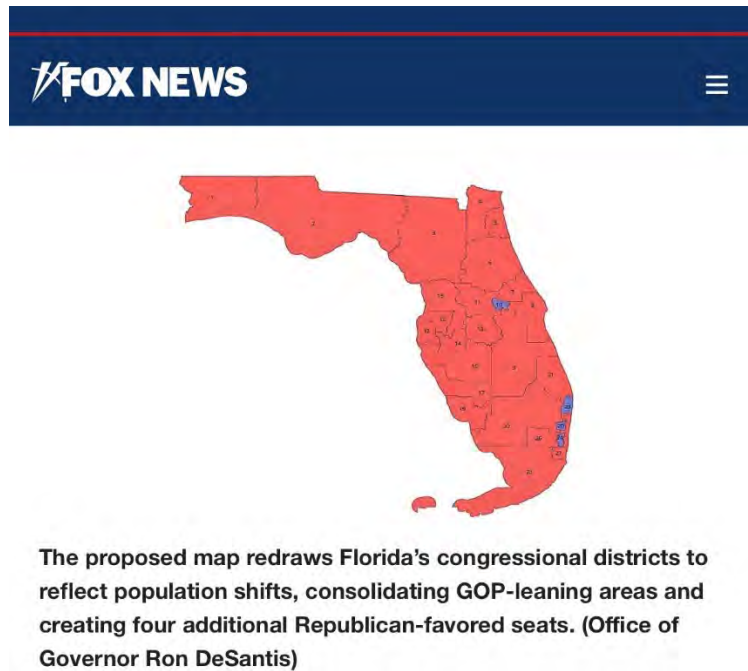 FOX NEWS
The proposed map redraws Florida's congressional districts to
reflect population shifts, consolidating GOP-leaning areas and
creating four additional Republican-favored seats. (Office of
Governor Ron DeSantis)